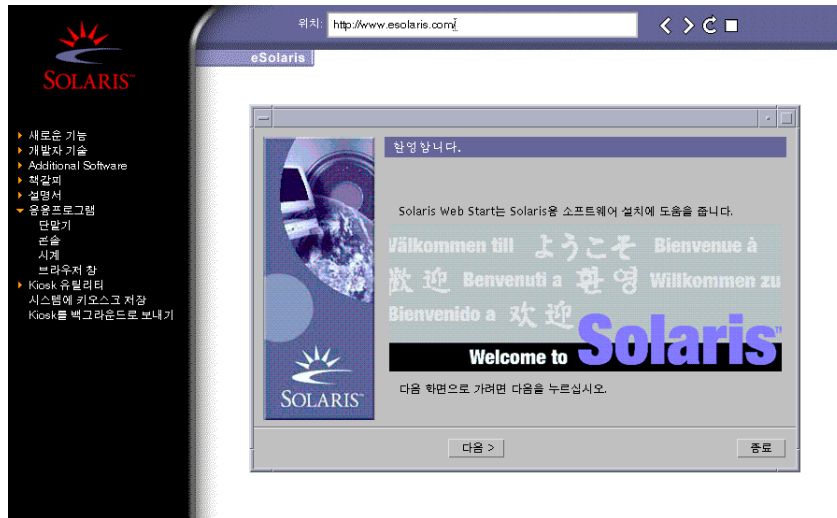 위치: http://www.esolaris.com/
eSolaris
SOLARIS™
새로운 기능
개발자 기술
Additional Software
책갈피
설명서
응용프로그램
단말기
콘솔
시계
브라우저 창
Kiosk 유틸리티
시스템에 키오스크 저장
Kiosk를 백그라운드로 보내기
환영합니다.
Solaris Web Start는 Solaris용 소프트웨어 설치에 도움을 줍니다.
Välkommen till ようこそ Bienvenue à
歡迎 Benvenuti a 환영 Willkommen zu
Bienvenido a 欢迎
Welcome to Solaris™
다음 화면으로 가려면 다음을 누르십시오.
SOLARIS™
다음 >
종료